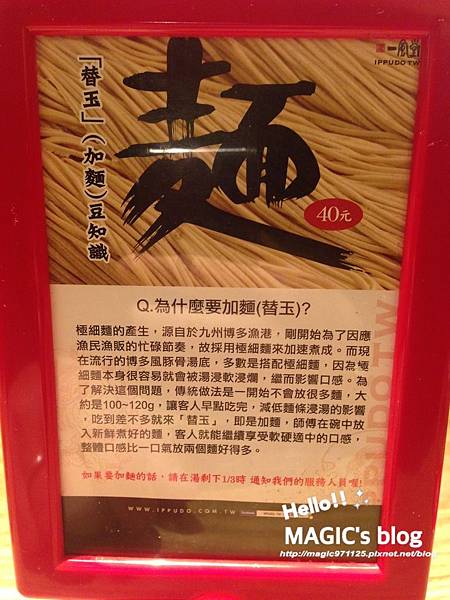 一風堂
IPPUDO TW
「替玉」(加麵)豆知識
麵
40元
Q.為什麼要加麵(替玉)?
極細麵的產生，源自於九州博多漁港，剛開始為了因應
漁民漁販的忙碌節奏，故採用極細麵來加速煮成。而現
在流行的博多風豚骨湯底，多數是搭配極細麵，因為極
細麵本身很容易就會被湯浸軟浸爛，繼而影響口感。為
了解決這個問題，傳統做法是一開始不會放很多麵，大
約是100~120g，讓客人早點吃完，減低麵條浸湯的影響
，吃到差不多就來「替玉」，即是加麵，師傅在碗中放
入新鮮煮好的麵，客人就能繼續享受軟硬適中的口感，
整體口感比一口氣放兩個麵好得多。
如果要加麵的話，請在湯剩下1/3時 通知我們的服務人員喔!
IPPUDO TW
WWW.IPPUDO.COM.TW
Hello!!
MAGIC's blog
http://magic971125.pixnet.net/blog